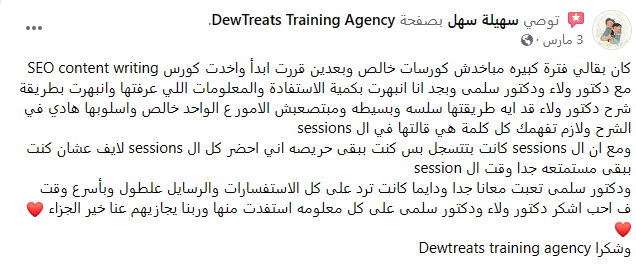 توصي سهيلة سهل بصفحة DewTreats Training Agency.
3 مارس ·
كان بقالي فترة كبيره مباخدش كورسات خالص وبعدين قررت ابدأ واخدت كورس SEO content writing
مع دكتور ولاء ودكتور سلمى وبجد انا انبهرت بكمية الاستفادة والمعلومات اللي عرفتها وانبهرت بطريقة
شرح دكتور ولاء قد ايه طريقتها سلسه وبسيطه ومبتصعبش الامور ع الواحد خالص واسلوبها هادي في
الشرح ولازم تفهمك كل كلمة هي قالتها في ال sessions
ومع ان ال sessions كانت بتتسجل بس كنت ببقى حريصه اني احضر كل ال sessions لايف عشان كنت
ببقى مستمتعه جدا وقت ال session
ودكتور سلمى تعبت معانا جدا ودايما كانت ترد على كل الاستفسارات والرسايل علطول وبأسرع وقت
ف احب اشكر دكتور ولاء ودكتور سلمى على كل معلومه استفدت منها وربنا يجازيهم عنا خير الجزاء ❤️
❤️
وشكرا Dewtreats training agency